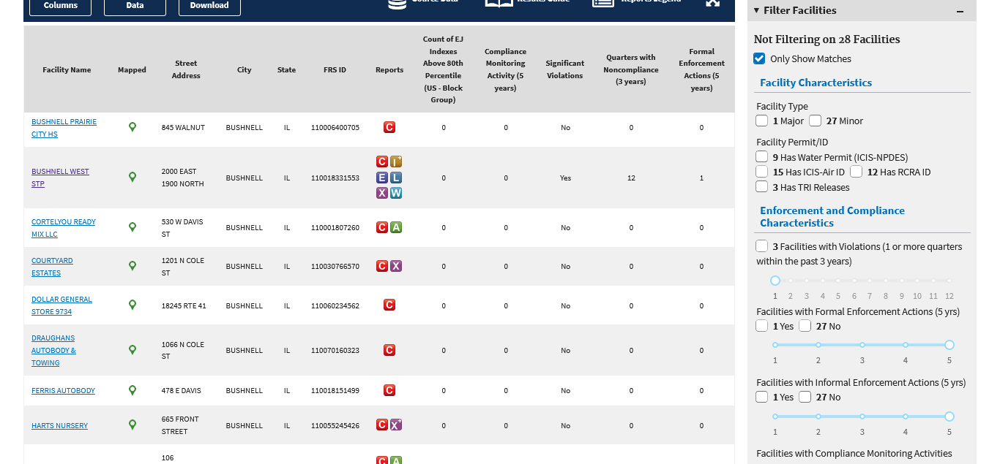 Columns
Data
Download
Source Data
Results Guide
Reports Legend
Facility Name
Mapped
Street
Address
City
State
FRS ID
Reports
Count of EJ
Indexes
Above 80th
Percentile
(US - Block
Group)
Compliance
Monitoring
Activity (5
years)
Significant
Violations
Quarters with
Noncompliance
(3 years)
Formal
Enforcement
Actions (5
years)
BUSHNELL PRAIRIE
CITY HS
845 WALNUT
BUSHNELL
IL
110006400705
C
0
0
No
0
0
BUSHNELL WEST
STP
2000 EAST
1900 NORTH
BUSHNELL
IL
110018331553
C I+
E L
X W
0
0
Yes
12
1
CORTELYOU READY
MIX LLC
530 W DAVIS
ST
BUSHNELL
IL
110001807260
C A
0
0
No
0
0
COURTYARD
ESTATES
1201 N COLE
ST
BUSHNELL
IL
110030766570
C X
0
0
No
0
0
DOLLAR GENERAL
STORE 9734
18245 RTE 41
BUSHNELL
IL
110060234562
C
0
0
No
0
0
DRAUGHANS
AUTOBODY &
TOWING
1066 N COLE
ST
BUSHNELL
IL
110070160323
C
0
0
No
0
0
FERRIS AUTOBODY
478 E DAVIS
BUSHNELL
IL
110018151499
C
0
0
No
0
0
HARTS NURSERY
665 FRONT
STREET
BUSHNELL
IL
110055245426
C X+
0
0
No
0
0
106
C A
▼ Filter Facilities –
Not Filtering on 28 Facilities
Only Show Matches
Facility Characteristics
Facility Type
1 Major 27 Minor
Facility Permit/ID
9 Has Water Permit (ICIS-NPDES)
15 Has ICIS-Air ID 12 Has RCRA ID
3 Has TRI Releases
Enforcement and Compliance
Characteristics
3 Facilities with Violations (1 or more quarters
within the past 3 years)
1 2 3 4 5 6 7 8 9 10 11 12
Facilities with Formal Enforcement Actions (5 yrs)
1 Yes 27 No
1 2 3 4 5
Facilities with Informal Enforcement Actions (5 yrs)
1 Yes 27 No
1 2 3 4 5
Facilities with Compliance Monitoring Activities